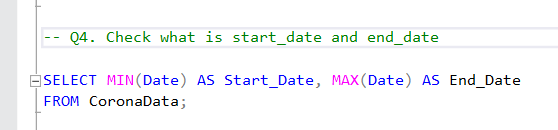 -- Q4. Check what is start_date and end_date
SELECT MIN(Date) AS Start_Date, MAX(Date) AS End_Date
FROM CoronaData;